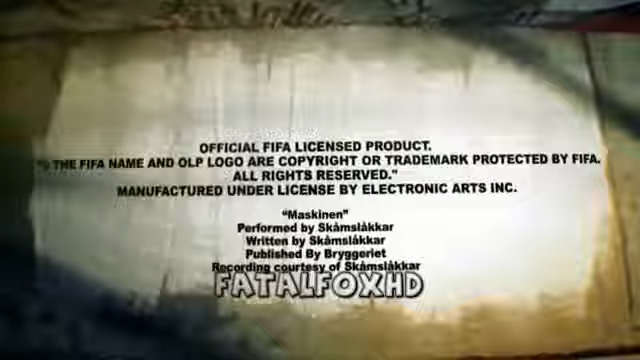 OFFICIAL FIFA LICENSED PRODUCT.
"© THE FIFA NAME AND OLP LOGO ARE COPYRIGHT OR TRADEMARK PROTECTED BY FIFA.
ALL RIGHTS RESERVED."
MANUFACTURED UNDER LICENSE BY ELECTRONIC ARTS INC.
“Maskinen”
Performed by Skåmslåkkar
Written by Skåmslåkkar
Published By Bryggeriet
Recording courtesy of Skåmslåkkar
FATALFOXHD